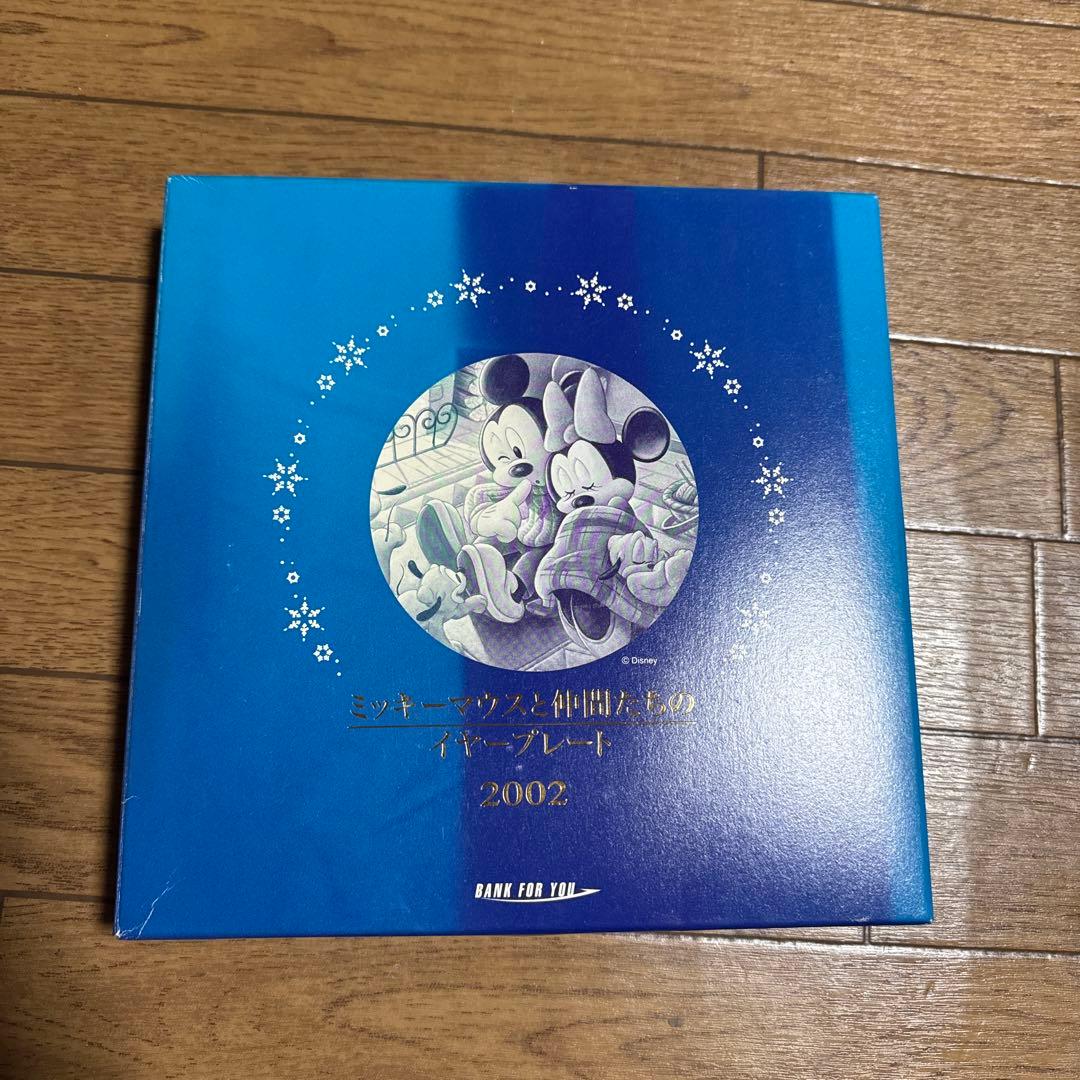 © Disney
ミッキーマウスと仲間たちの
イヤープレート
2002
BANK FOR YOU